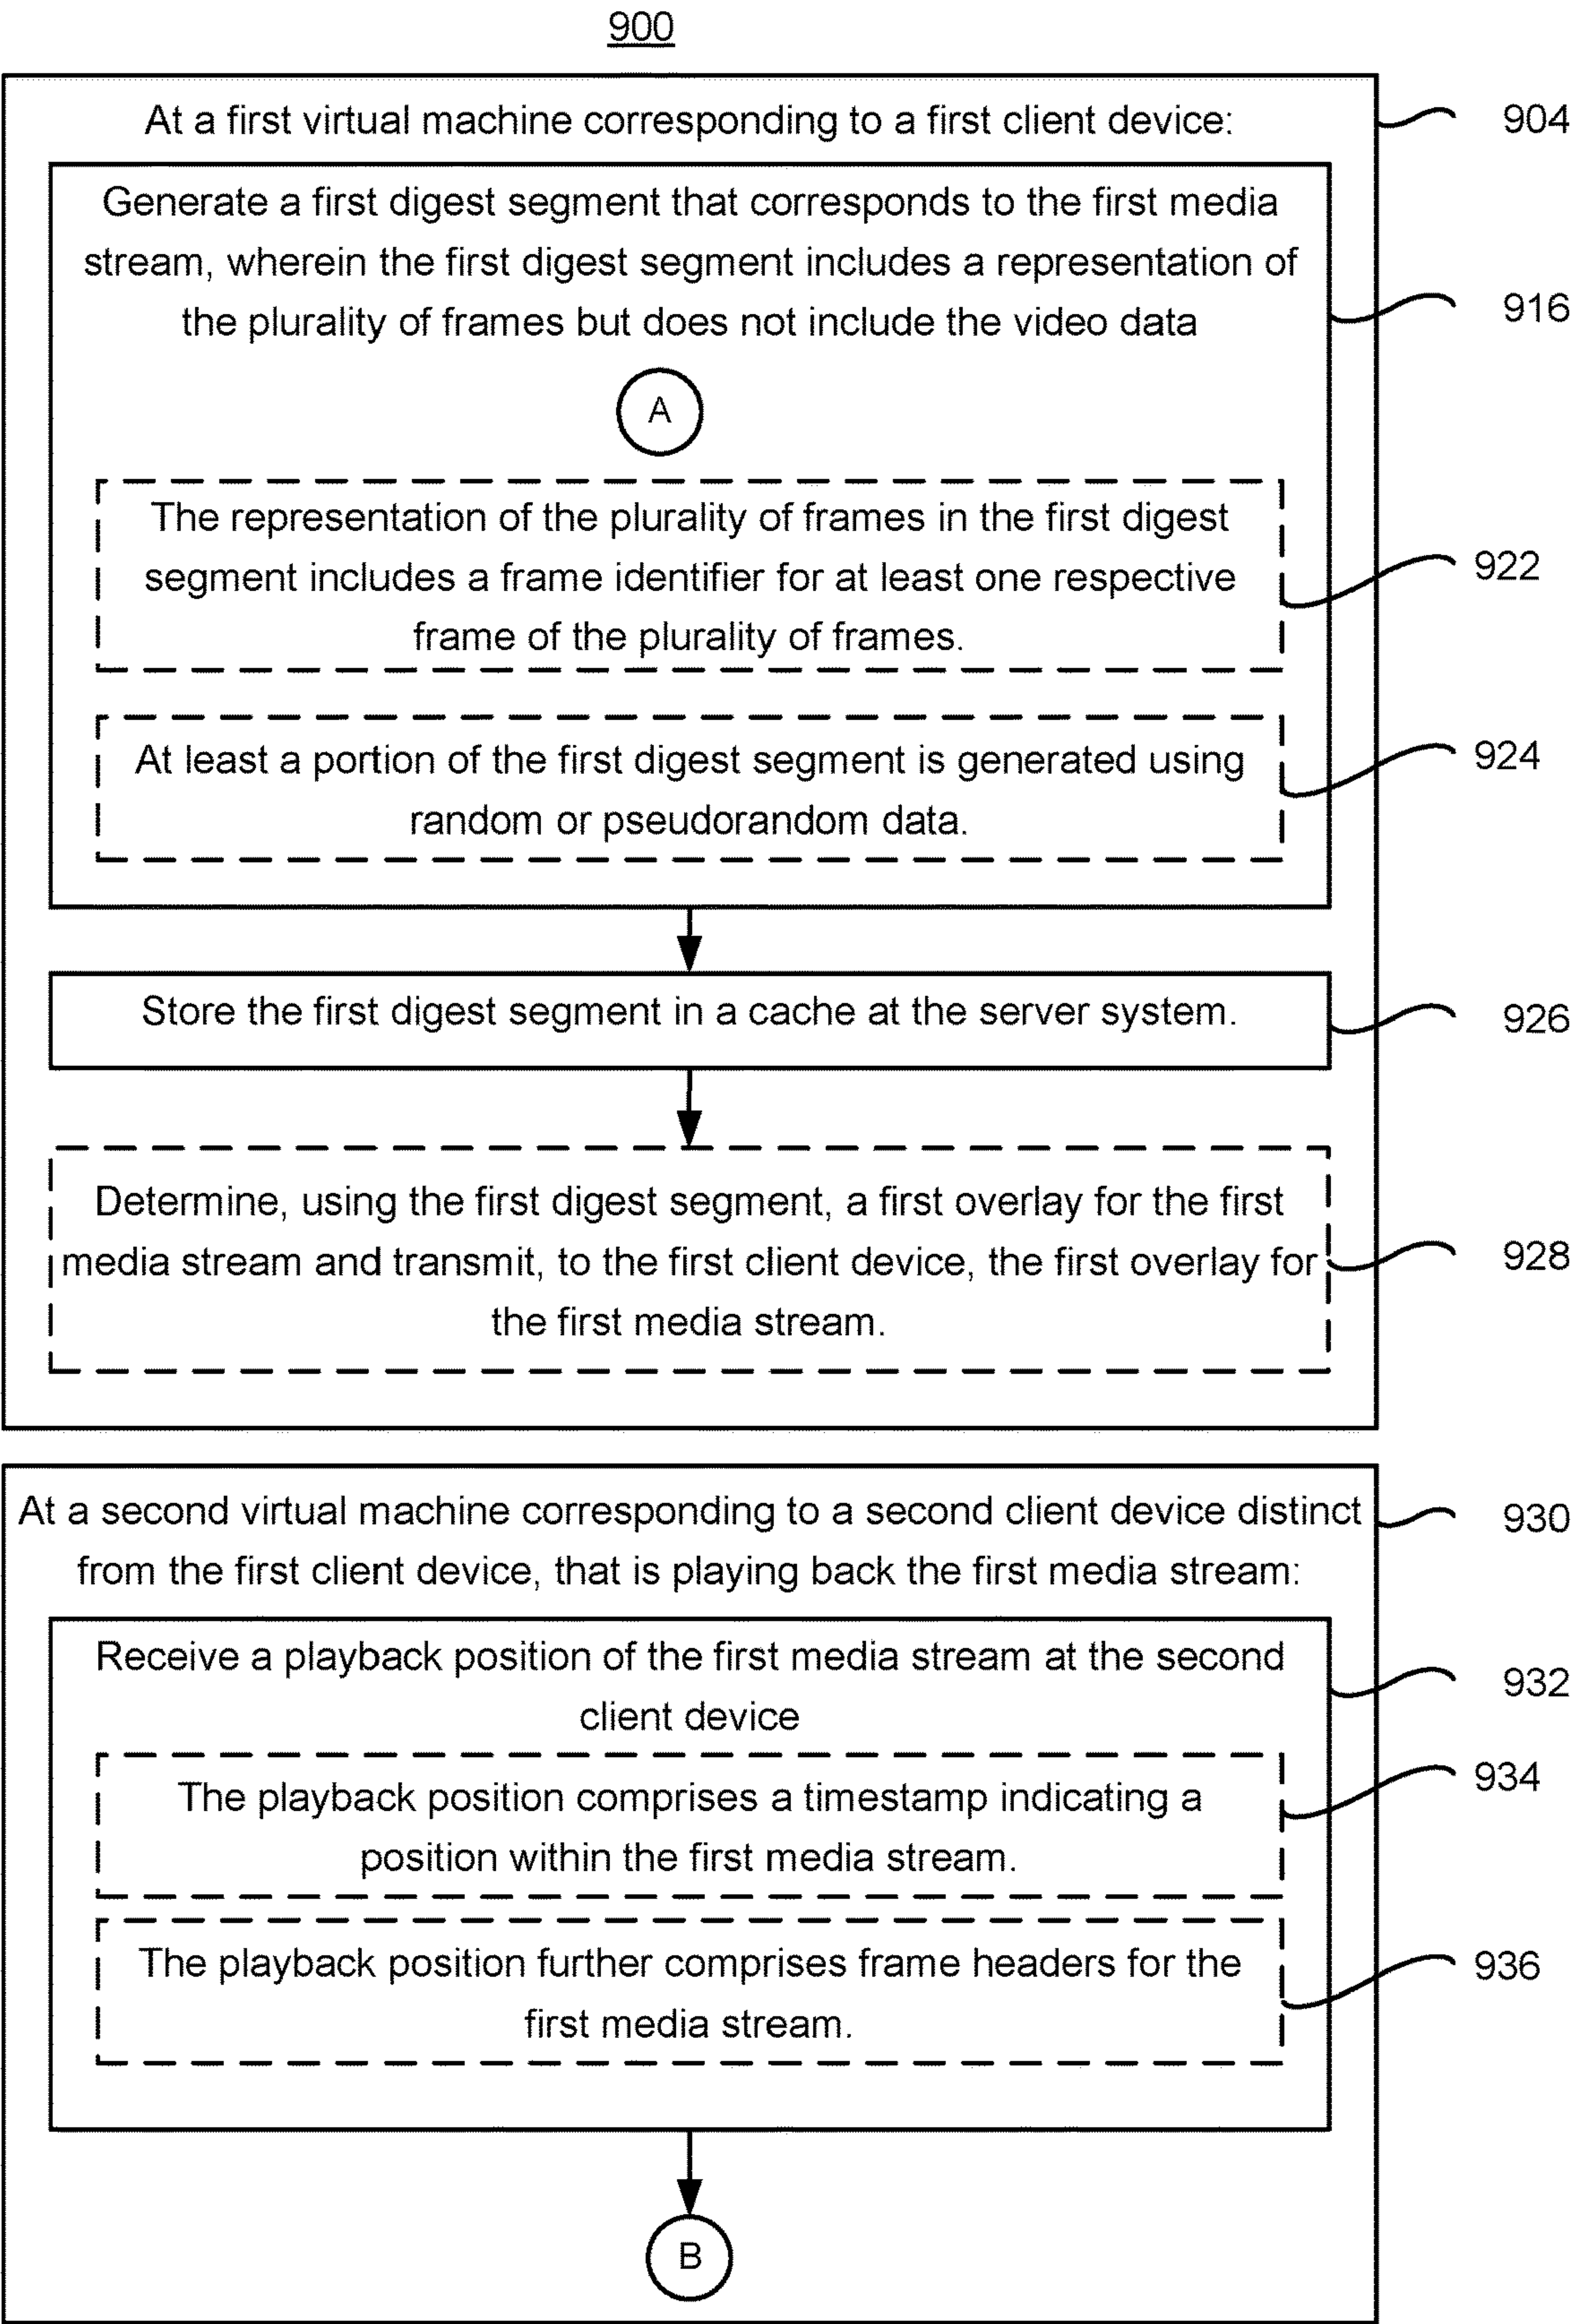 900
At a first virtual machine corresponding to a first client device:
904
Generate a first digest segment that corresponds to the first media
stream, wherein the first digest segment includes a representation of
the plurality of frames but does not include the video data
916
A
The representation of the plurality of frames in the first digest
segment includes a frame identifier for at least one respective
frame of the plurality of frames.
922
At least a portion of the first digest segment is generated using
random or pseudorandom data.
924
Store the first digest segment in a cache at the server system.
926
Determine, using the first digest segment, a first overlay for the first
media stream and transmit, to the first client device, the first overlay for
the first media stream.
928
At a second virtual machine corresponding to a second client device distinct
from the first client device, that is playing back the first media stream:
930
Receive a playback position of the first media stream at the second
client device
932
The playback position comprises a timestamp indicating a
position within the first media stream.
934
The playback position further comprises frame headers for the
first media stream.
936
B